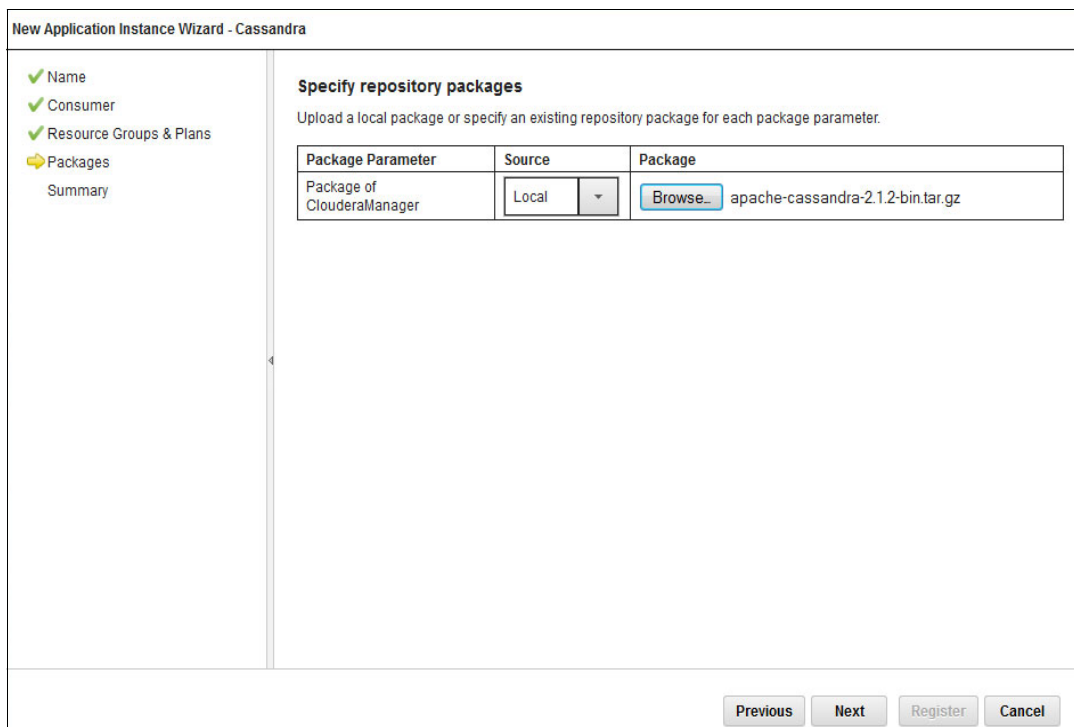 New Application Instance Wizard - Cassandra
Name
Consumer
Resource Groups & Plans
Packages
Summary
Specify repository packages
Upload a local package or specify an existing repository package for each package parameter.
Package Parameter Source Package
Package of
ClouderaManager
Local
Browse... apache-cassandra-2.1.2-bin.tar.gz
Previous Next Register Cancel